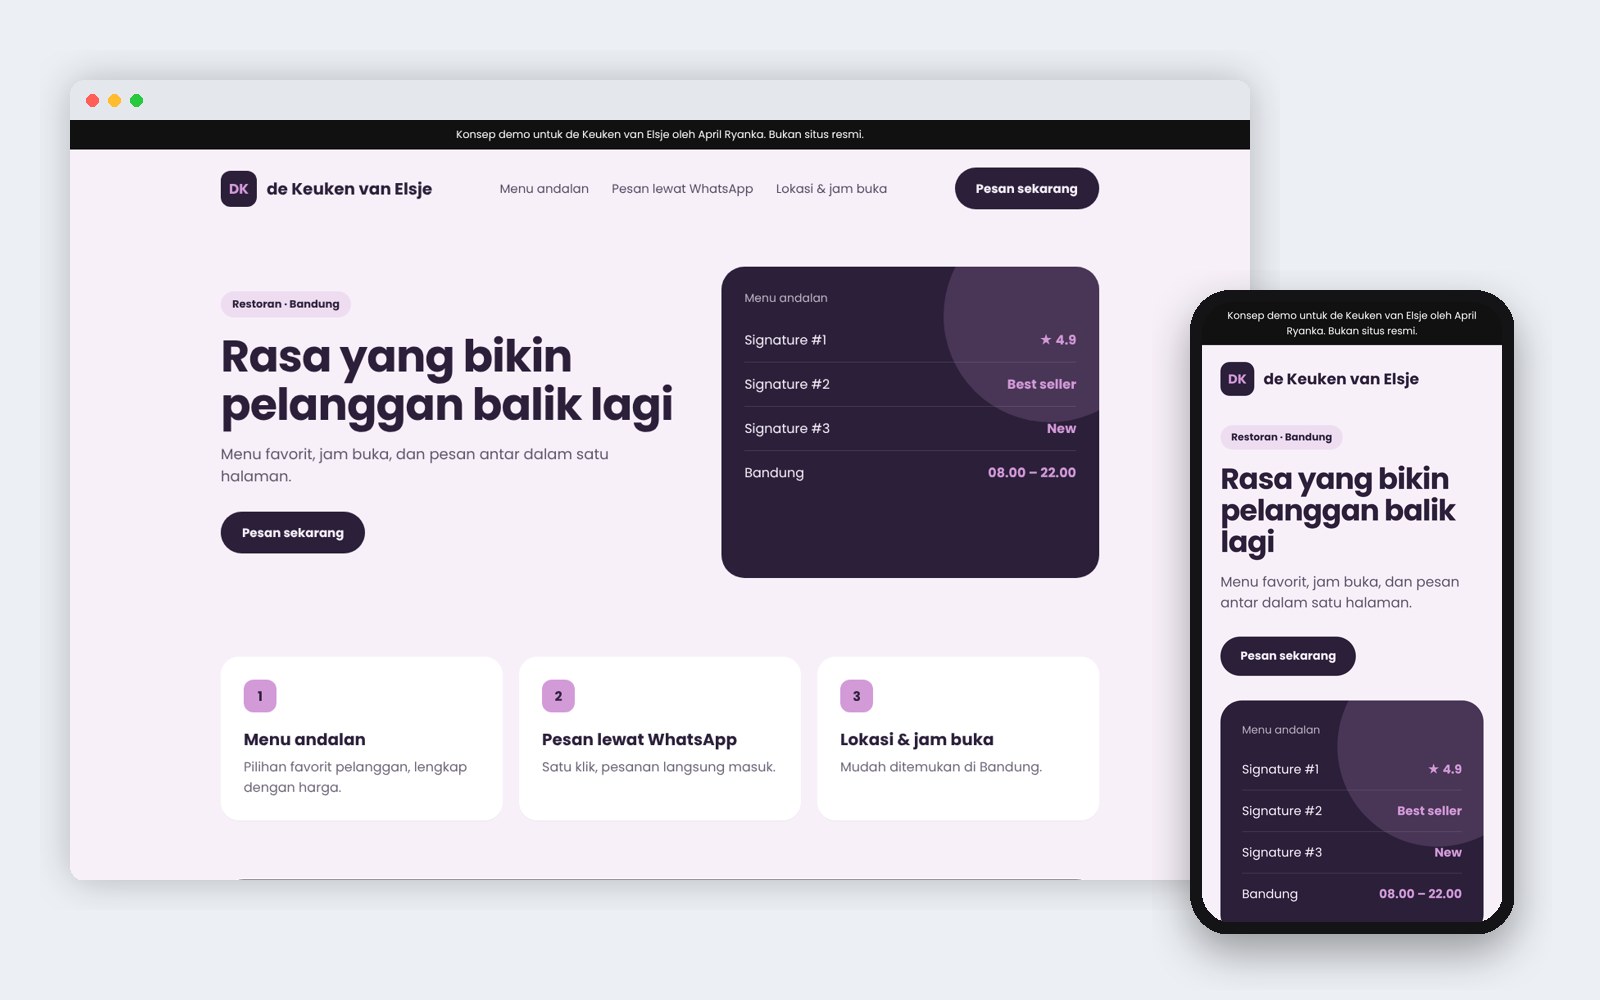 Konsep demo untuk de Keuken van Elsje oleh April Ryanka. Bukan situs resmi.
DK de Keuken van Elsje Menu andalan Pesan lewat WhatsApp Lokasi & jam buka Pesan sekarang
Restoran · Bandung
Rasa yang bikin
pelanggan balik lagi
Menu favorit, jam buka, dan pesan antar dalam satu
halaman.
Pesan sekarang
Menu andalan
Signature #1 ★ 4.9
Signature #2 Best seller
Signature #3 New
Bandung 08.00 – 22.00
1
Menu andalan
Pilihan favorit pelanggan, lengkap
dengan harga.
2
Pesan lewat WhatsApp
Satu klik, pesanan langsung masuk.
3
Lokasi & jam buka
Mudah ditemukan di Bandung.
Konsep demo untuk de Keuken van Elsje oleh April
Ryanka. Bukan situs resmi.
DK de Keuken van Elsje
Restoran · Bandung
Rasa yang bikin
pelanggan balik
lagi
Menu favorit, jam buka, dan pesan
antar dalam satu halaman.
Pesan sekarang
Menu andalan
Signature #1 ★ 4.9
Signature #2 Best seller
Signature #3 New
Bandung 08.00 – 22.00